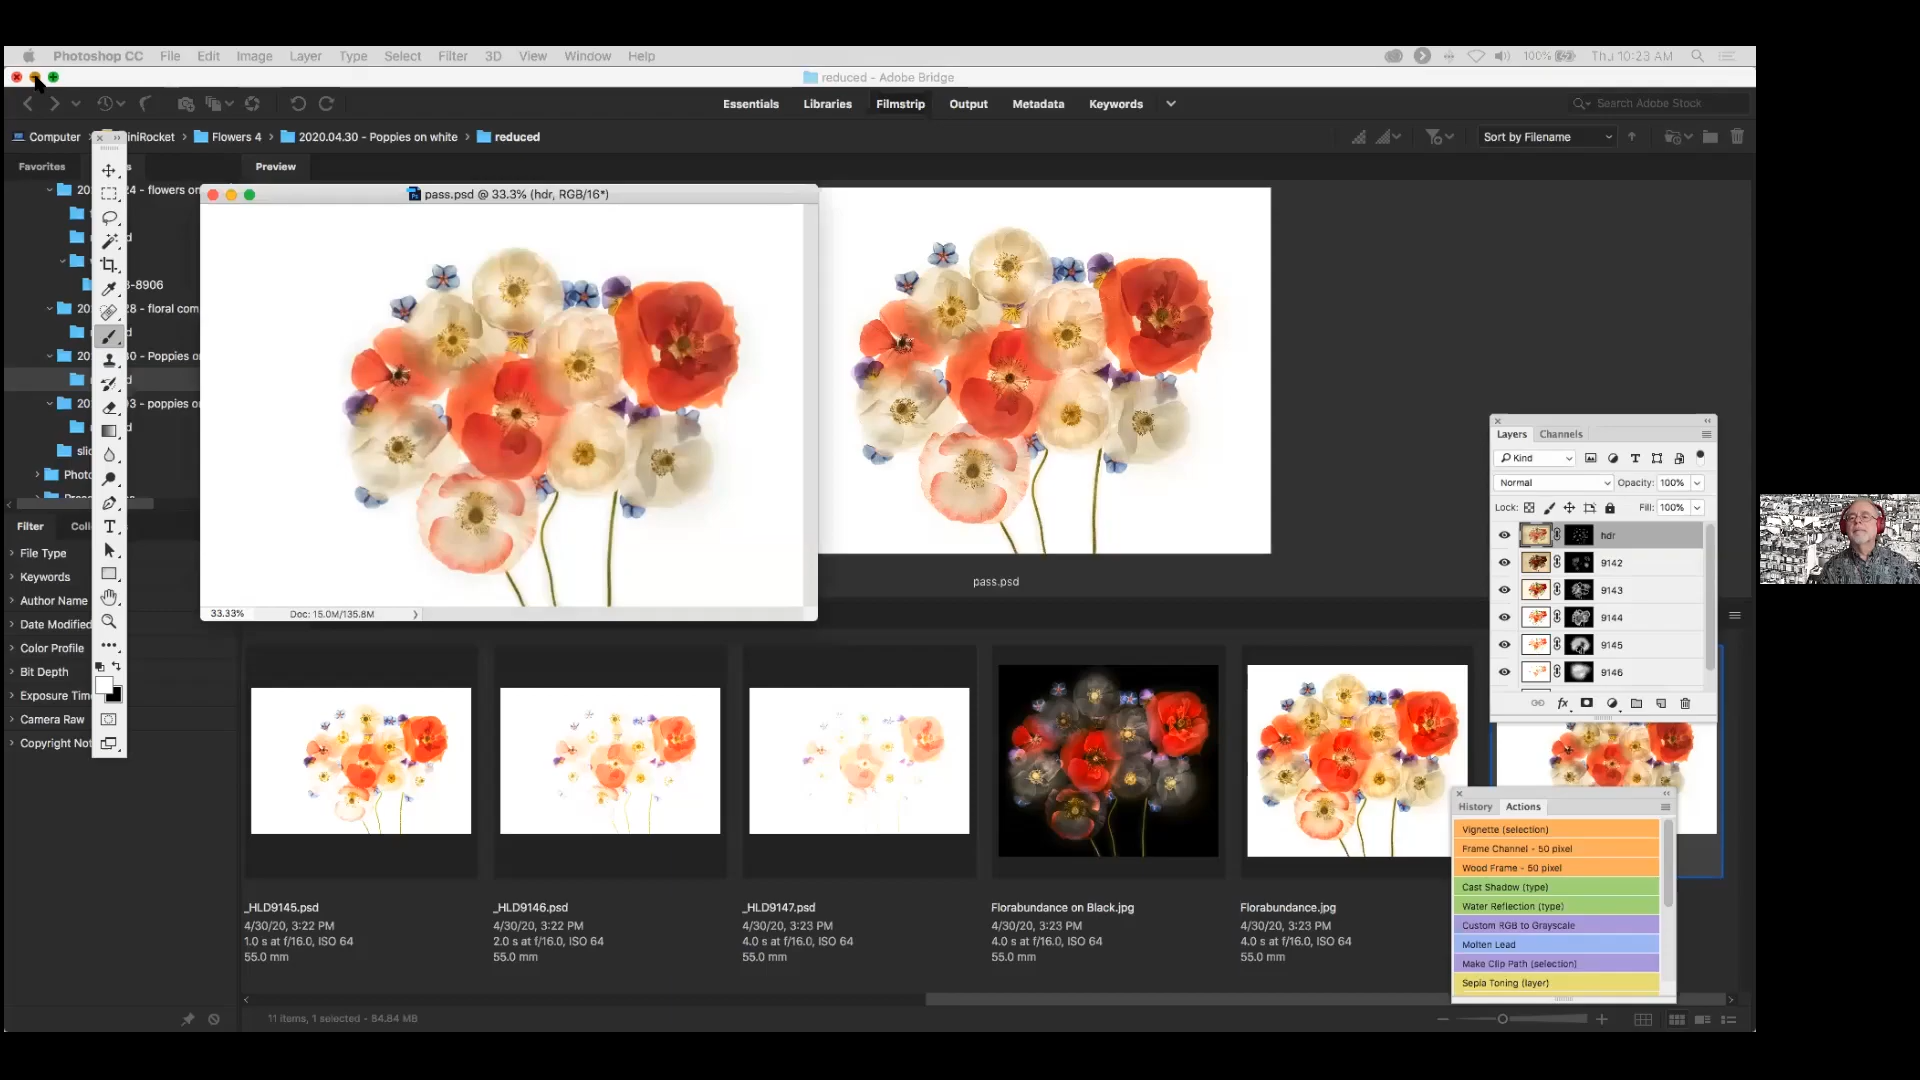 Photoshop CC File Edit Image Layer Type Select Filter 3D View Window Help 100% Thu 10:23 AM
reduced - Adobe Bridge
Essentials Libraries Filmstrip Output Metadata Keywords Search Adobe Stock
Computer iniRocket Flowers 4 2020.04.30 - Poppies on white reduced Sort by Filename
Favorites Preview
24 - flowers on
3-8906
28 - floral com
30 - Poppies o
03 - poppies o
slic
Photo
pass.psd @ 33.3% (hdr, RGB/16*)
33.33% Doc: 15.0M/135.8M
pass.psd
Filter Coll
File Type
Keywords
Author Name
Date Modified
Color Profile
Bit Depth
Exposure Tim
Camera Raw
Copyright Not
Layers Channels
Kind
Normal Opacity: 100%
Lock: Fill: 100%
hdr
9142
9143
9144
9145
9146
History Actions
Vignette (selection)
Frame Channel - 50 pixel
Wood Frame - 50 pixel
Cast Shadow (type)
Water Reflection (type)
Custom RGB to Grayscale
Molten Lead
Make Clip Path (selection)
Sepia Toning (layer)
_HLD9145.psd
4/30/20, 3:22 PM
1.0 s at f/16.0, ISO 64
55.0 mm
_HLD9146.psd
4/30/20, 3:22 PM
2.0 s at f/16.0, ISO 64
55.0 mm
_HLD9147.psd
4/30/20, 3:23 PM
4.0 s at f/16.0, ISO 64
55.0 mm
Florabundance on Black.jpg
4/30/20, 3:23 PM
4.0 s at f/16.0, ISO 64
55.0 mm
Florabundance.jpg
4/30/20, 3:23 PM
4.0 s at f/16.0, ISO 64
55.0 mm
11 items, 1 selected - 84.84 MB